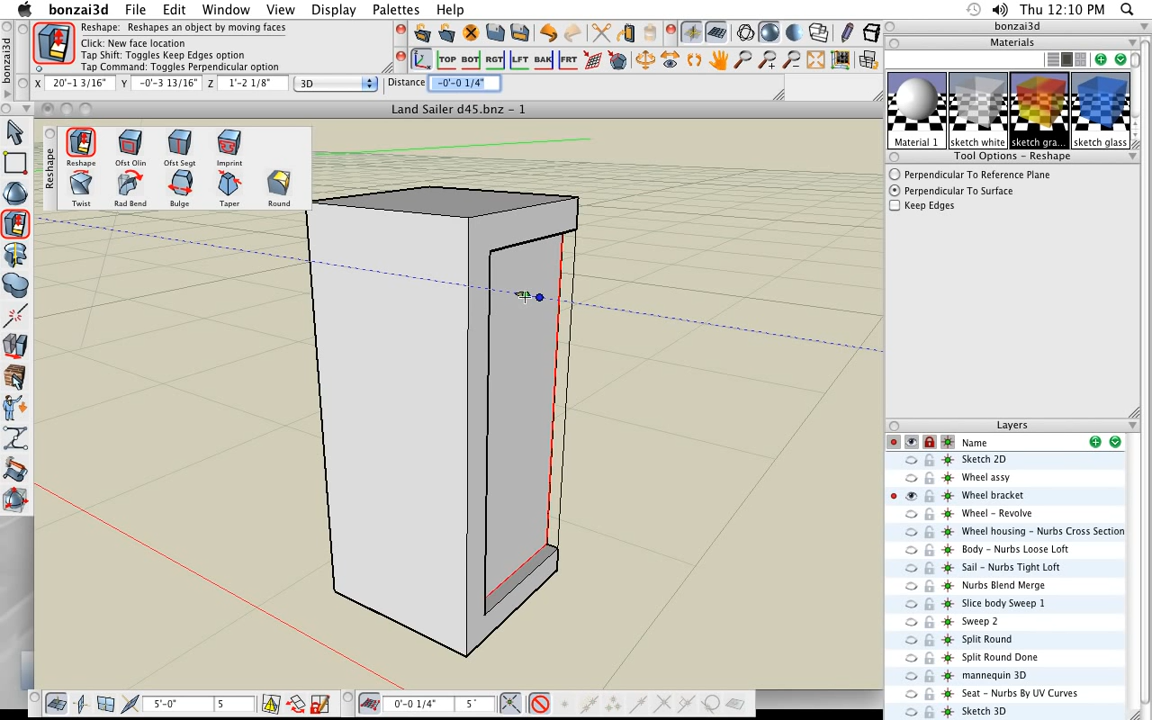 bonzai3d File Edit Window View Display Palettes Help Thu 12:10 PM
bonzai3d
Reshape: Reshapes an object by moving faces
Click: New face location
Tap Shift: Toggles Keep Edges option
Tap Command: Toggles Perpendicular option
TOP BOT RGT LFT BAK FRT
X 20'-1 3/16" Y -0'-3 13/16" Z 1'-2 1/8" 3D Distance -0'-0 1/4"
Land Sailer d45.bnz - 1
Reshape
Reshape Ofst Olin Ofst Segt Imprint
Twist Rad Bend Bulge Taper Round
bonzai3d
Materials
Material 1 sketch white sketch gra... sketch glass
Tool Options - Reshape
Perpendicular To Reference Plane
Perpendicular To Surface
Keep Edges
Layers
Name
Sketch 2D
Wheel assy
Wheel bracket
Wheel - Revolve
Wheel housing - Nurbs Cross Section
Body - Nurbs Loose Loft
Sail - Nurbs Tight Loft
Nurbs Blend Merge
Slice body Sweep 1
Sweep 2
Split Round
Split Round Done
mannequin 3D
Seat - Nurbs By UV Curves
Sketch 3D
5'-0" 5 0'-0 1/4" 5°